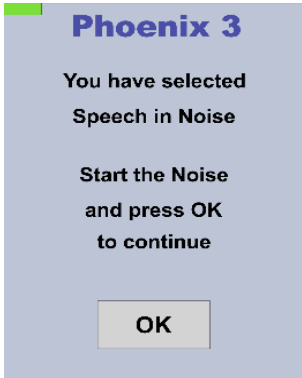 Phoenix 3
You have selected
Speech in Noise
Start the Noise
and press OK
to continue
OK